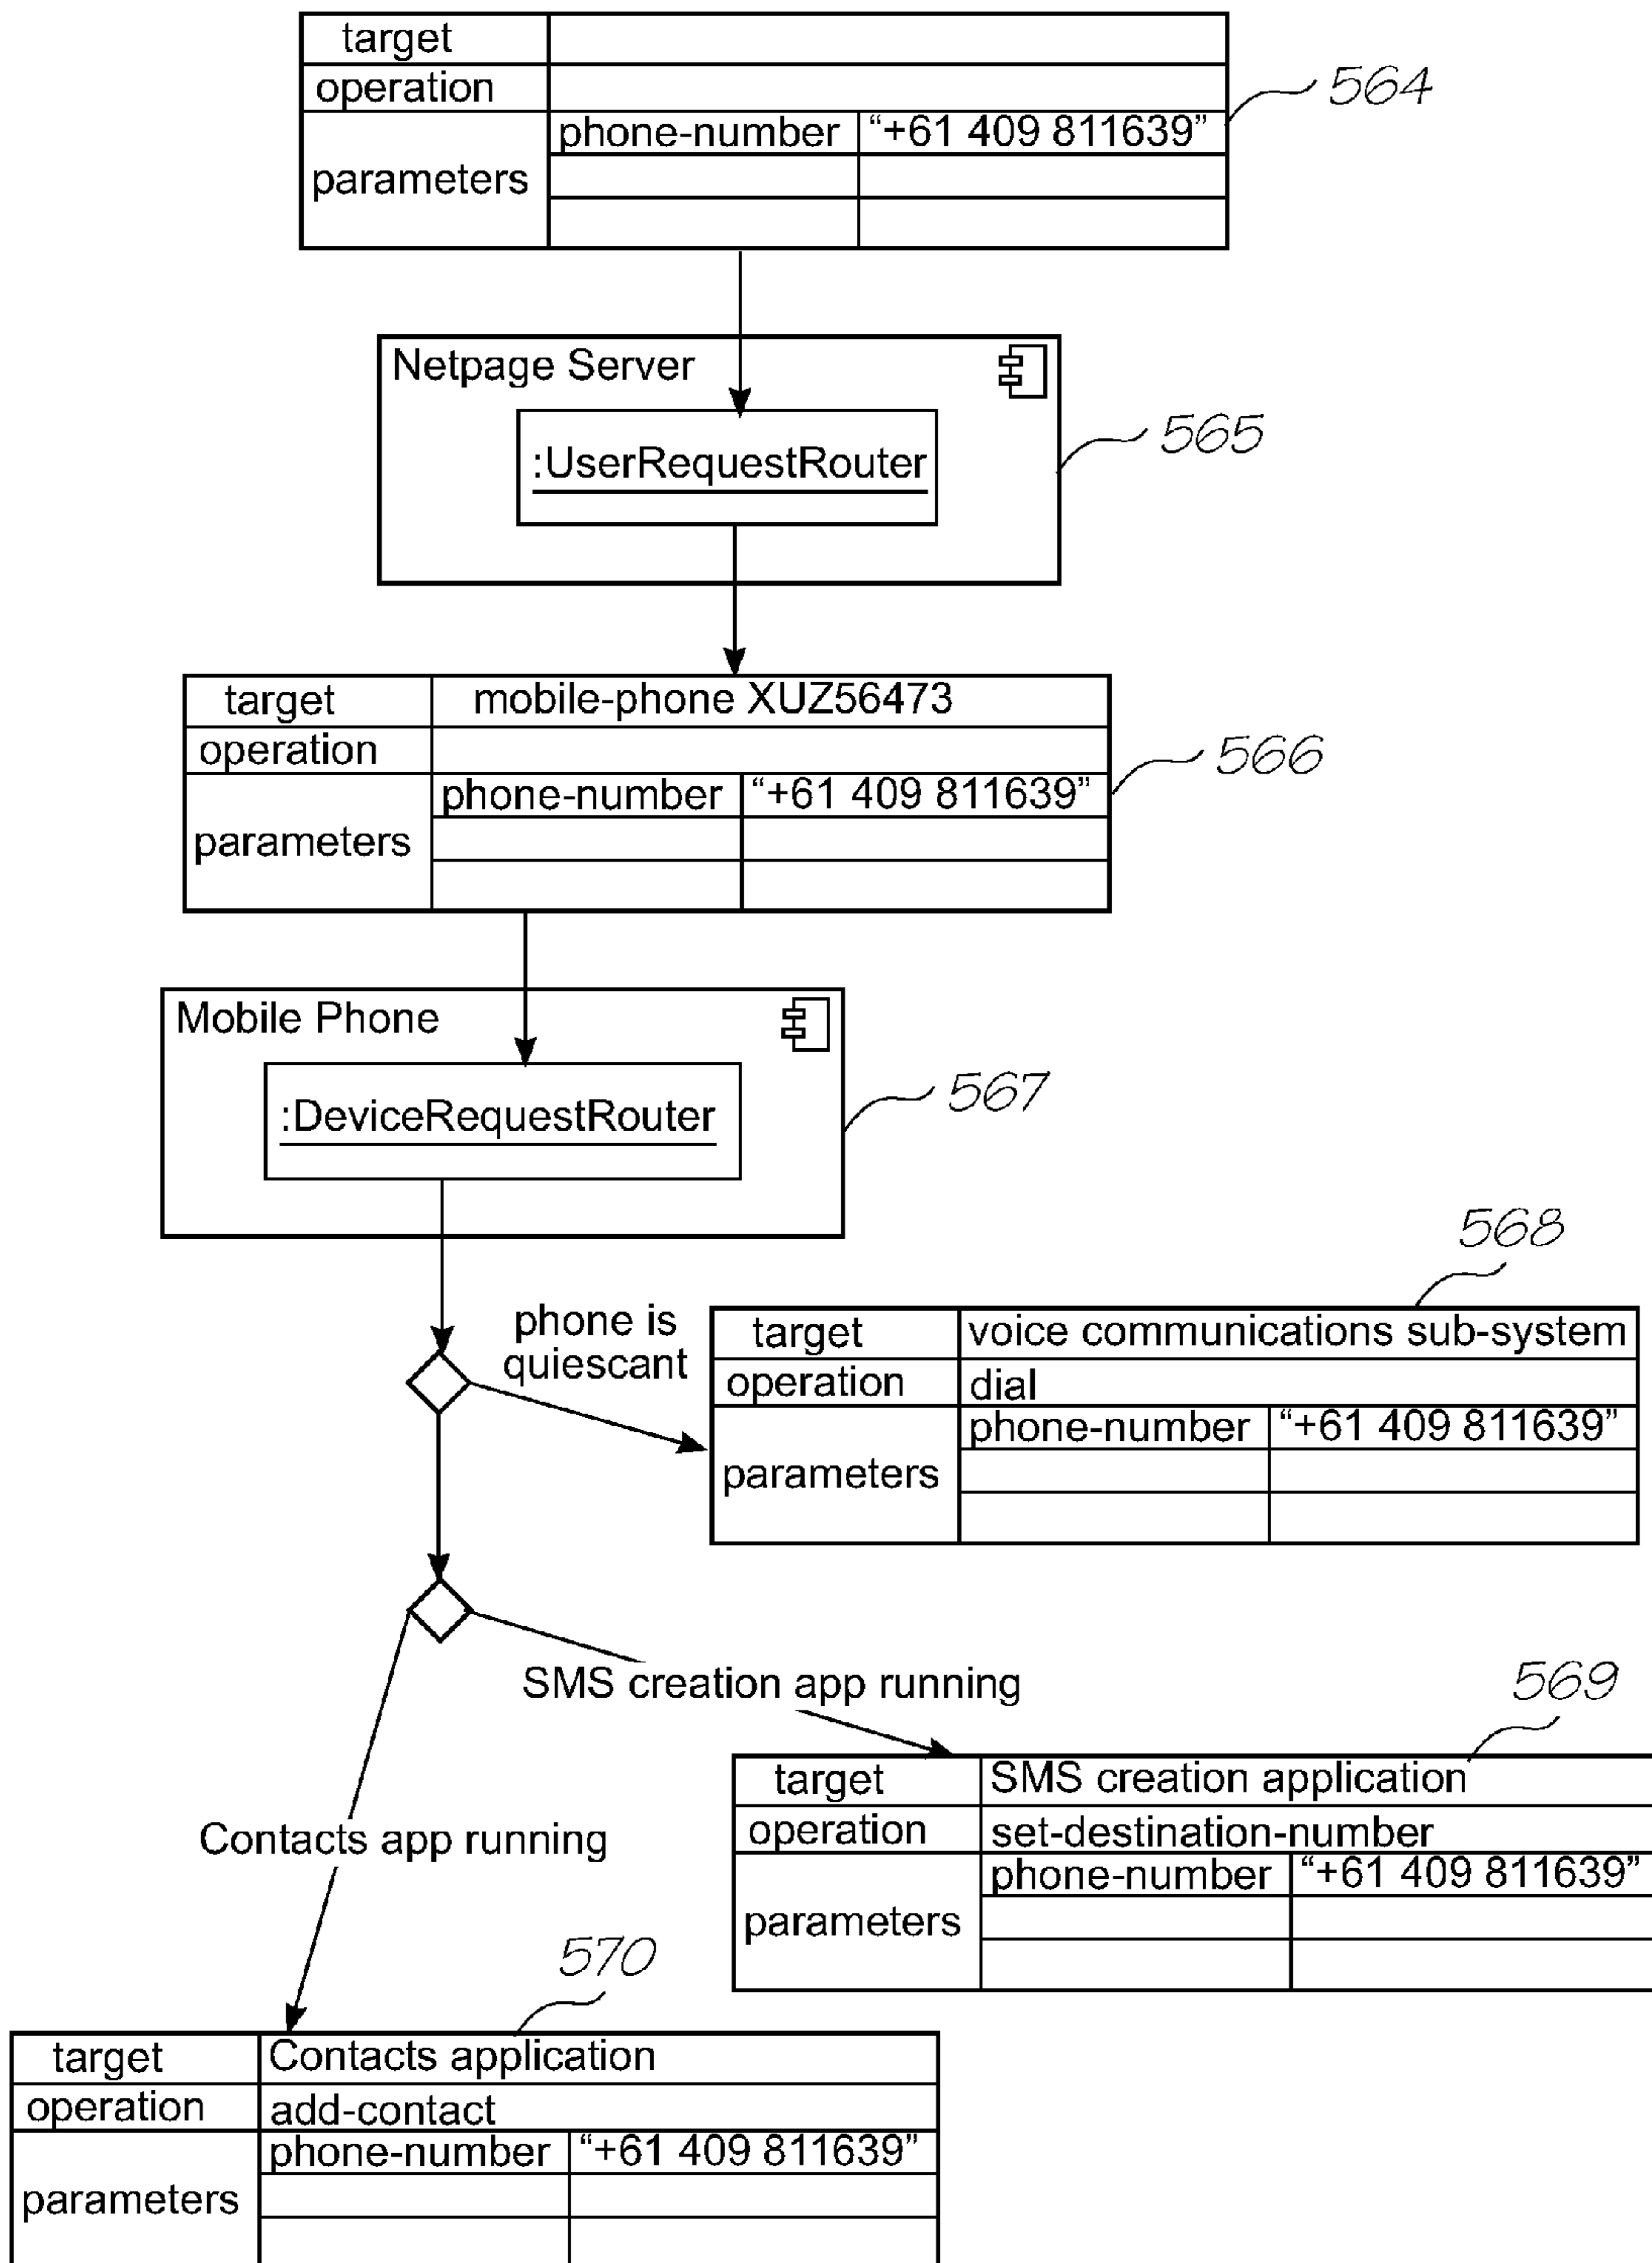 target
operation
parameters
phone-number “+61 409 811639”
564
Netpage Server
:UserRequestRouter
565
target mobile-phone XUZ56473
operation
parameters
phone-number “+61 409 811639”
566
Mobile Phone
:DeviceRequestRouter
567
phone is
quiescant
568
target voice communications sub-system
operation dial
parameters
phone-number “+61 409 811639”
SMS creation app running
569
target SMS creation application
operation set-destination-number
parameters
phone-number “+61 409 811639”
Contacts app running
570
target Contacts application
operation add-contact
parameters
phone-number “+61 409 811639”